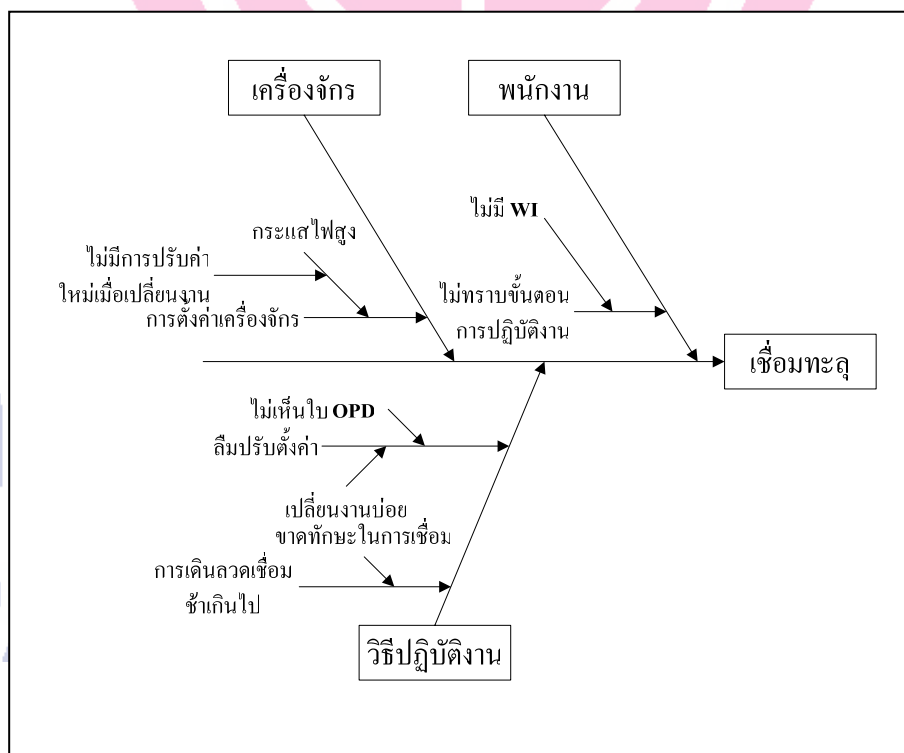 เครื่องจักร
พนักงาน
ไม่มี WI
กระแสไฟสูง
ไม่มีการปรับค่า
ใหม่เมื่อเปลี่ยนงาน
การตั้งค่าเครื่องจักร
ไม่ทราบขั้นตอน
การปฏิบัติงาน
เชื่อมทะลุ
ไม่เห็นใบ OPD
ลืมปรับตั้งค่า
เปลี่ยนงานบ่อย
ขาดทักษะในการเชื่อม
การเดินลวดเชื่อม
ช้าเกินไป
วิธีปฏิบัติงาน